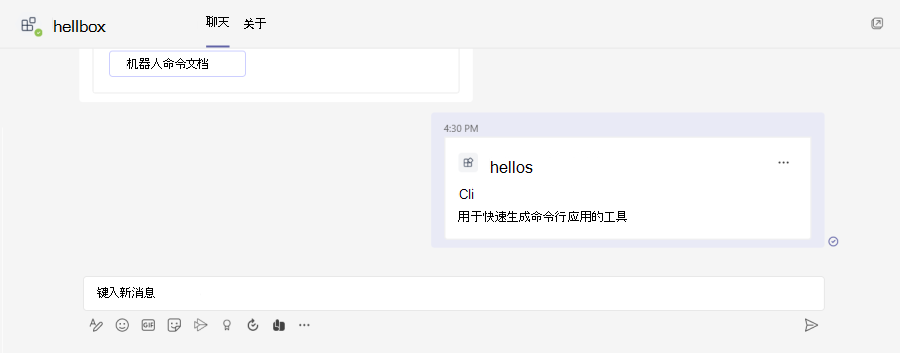 hellbox
聊天
关于
机器人命令文档
4:30 PM
hellos
Cli
用于快速生成命令行应用的工具
键入新消息
GIF